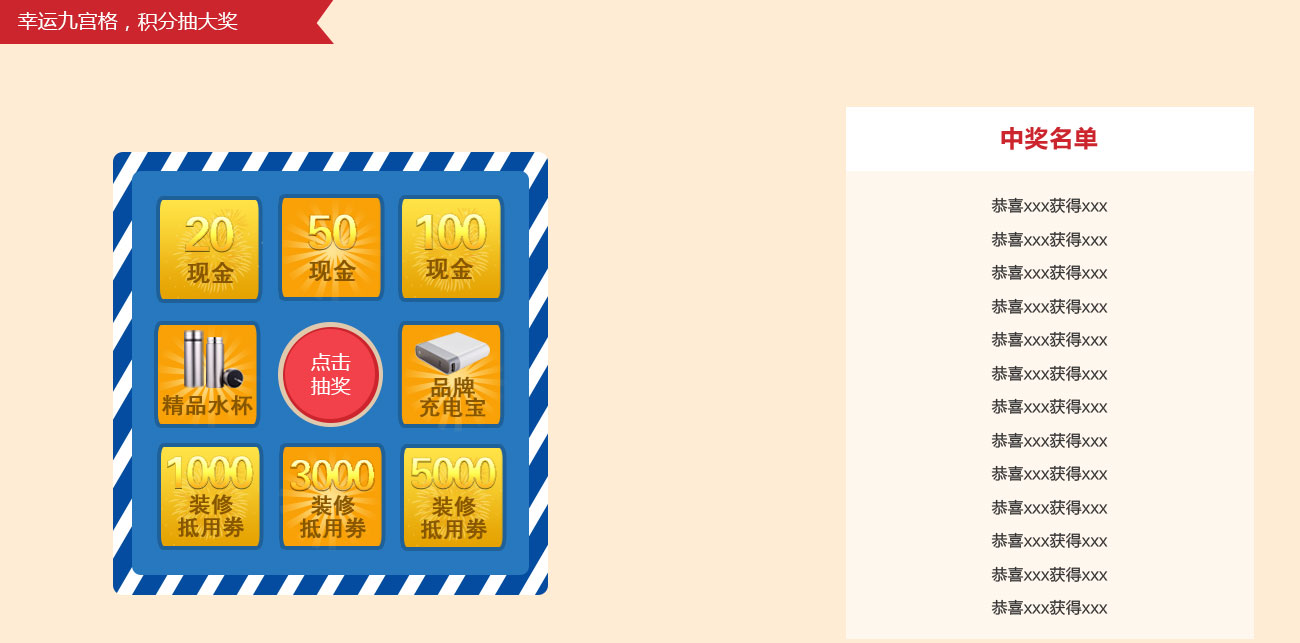 幸运九宫格，积分抽大奖
20
现金
50
现金
100
现金
精品水杯
点击
抽奖
品牌
充电宝
1000
装修
抵用券
3000
装修
抵用券
5000
装修
抵用券
中奖名单
恭喜xxx获得xxx
恭喜xxx获得xxx
恭喜xxx获得xxx
恭喜xxx获得xxx
恭喜xxx获得xxx
恭喜xxx获得xxx
恭喜xxx获得xxx
恭喜xxx获得xxx
恭喜xxx获得xxx
恭喜xxx获得xxx
恭喜xxx获得xxx
恭喜xxx获得xxx
恭喜xxx获得xxx